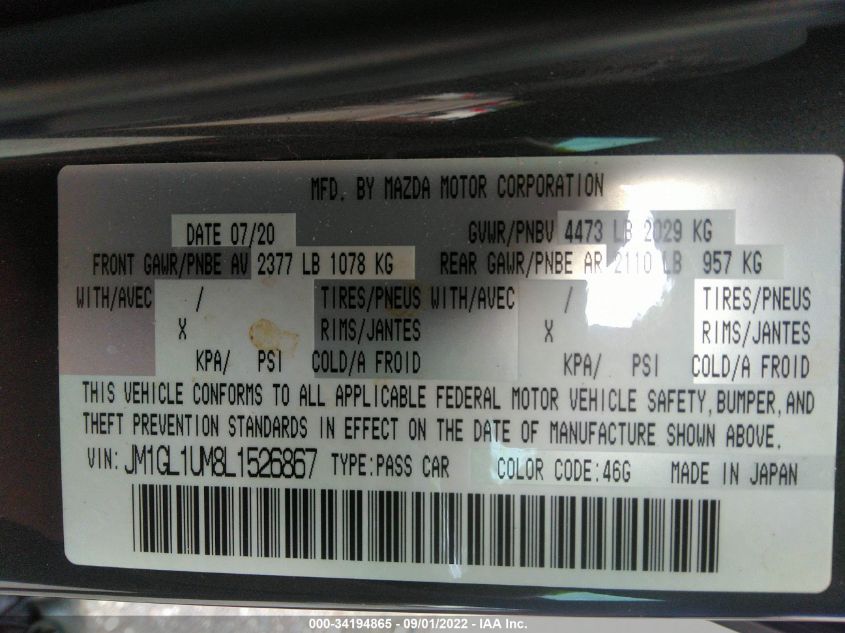 MFD. BY MAZDA MOTOR CORPORATION
DATE 07/20 GVWR/PNBV 4473 LB 2029 KG
FRONT GAWR/PNBE AV 2377 LB 1078 KG REAR GAWR/PNBE AR 2110 LB 957 KG
WITH/AVEC / TIRES/PNEUS WITH/AVEC / TIRES/PNEUS
X RIMS/JANTES X RIMS/JANTES
KPA/ PSI COLD/A FROID KPA/ PSI COLD/A FROID
THIS VEHICLE CONFORMS TO ALL APPLICABLE FEDERAL MOTOR VEHICLE SAFETY, BUMPER, AND
THEFT PREVENTION STANDARDS IN EFFECT ON THE DATE OF MANUFACTURE SHOWN ABOVE.
VIN: JM1GL1UM8L1526867 TYPE:PASS CAR COLOR CODE:46G MADE IN JAPAN
000-34194865 - 09/01/2022 - IAA Inc.